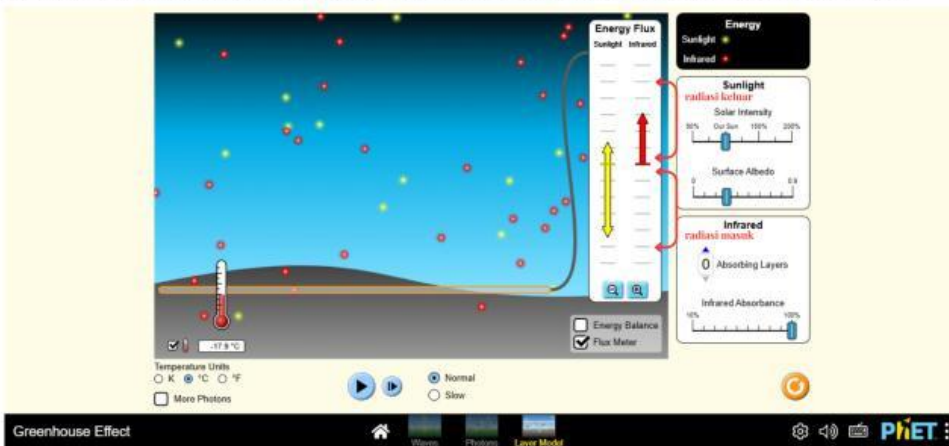 Energy Flux
Sunlight Infrared
Energy
Sunlight
Infrared
Sunlight
radiasi keluar
Solar Intensity
50% Our Sun 150% 200%
Surface Albedo
0 0.9
Infrared
radiasi masuk
0 Absorbing Layers
Infrared Absorbance
10% 100%
Energy Balance
Flux Meter
-17.9 °C
Temperature Units
K °C °F
More Photons
Normal
Slow
Greenhouse Effect
Waves Photons Layer Model
PhET